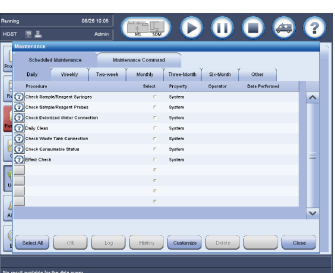 Running 08/28 10:05
HOST Admin
Maintenance
Scheduled Maintenance Maintenance Command
Daily Weekly Two-week Monthly Three-Month Six-Month Other
Procedure Select Property Operator Date Performed
Check Sample/Reagent Syringes System
Check Sample/Reagent Probes System
Check Deionized Water Connection System
Daily Clean System
Check Waste Tank Connection System
Check Consumable Status System
Effect Check System
Select All OK Log History Customize Delete Close